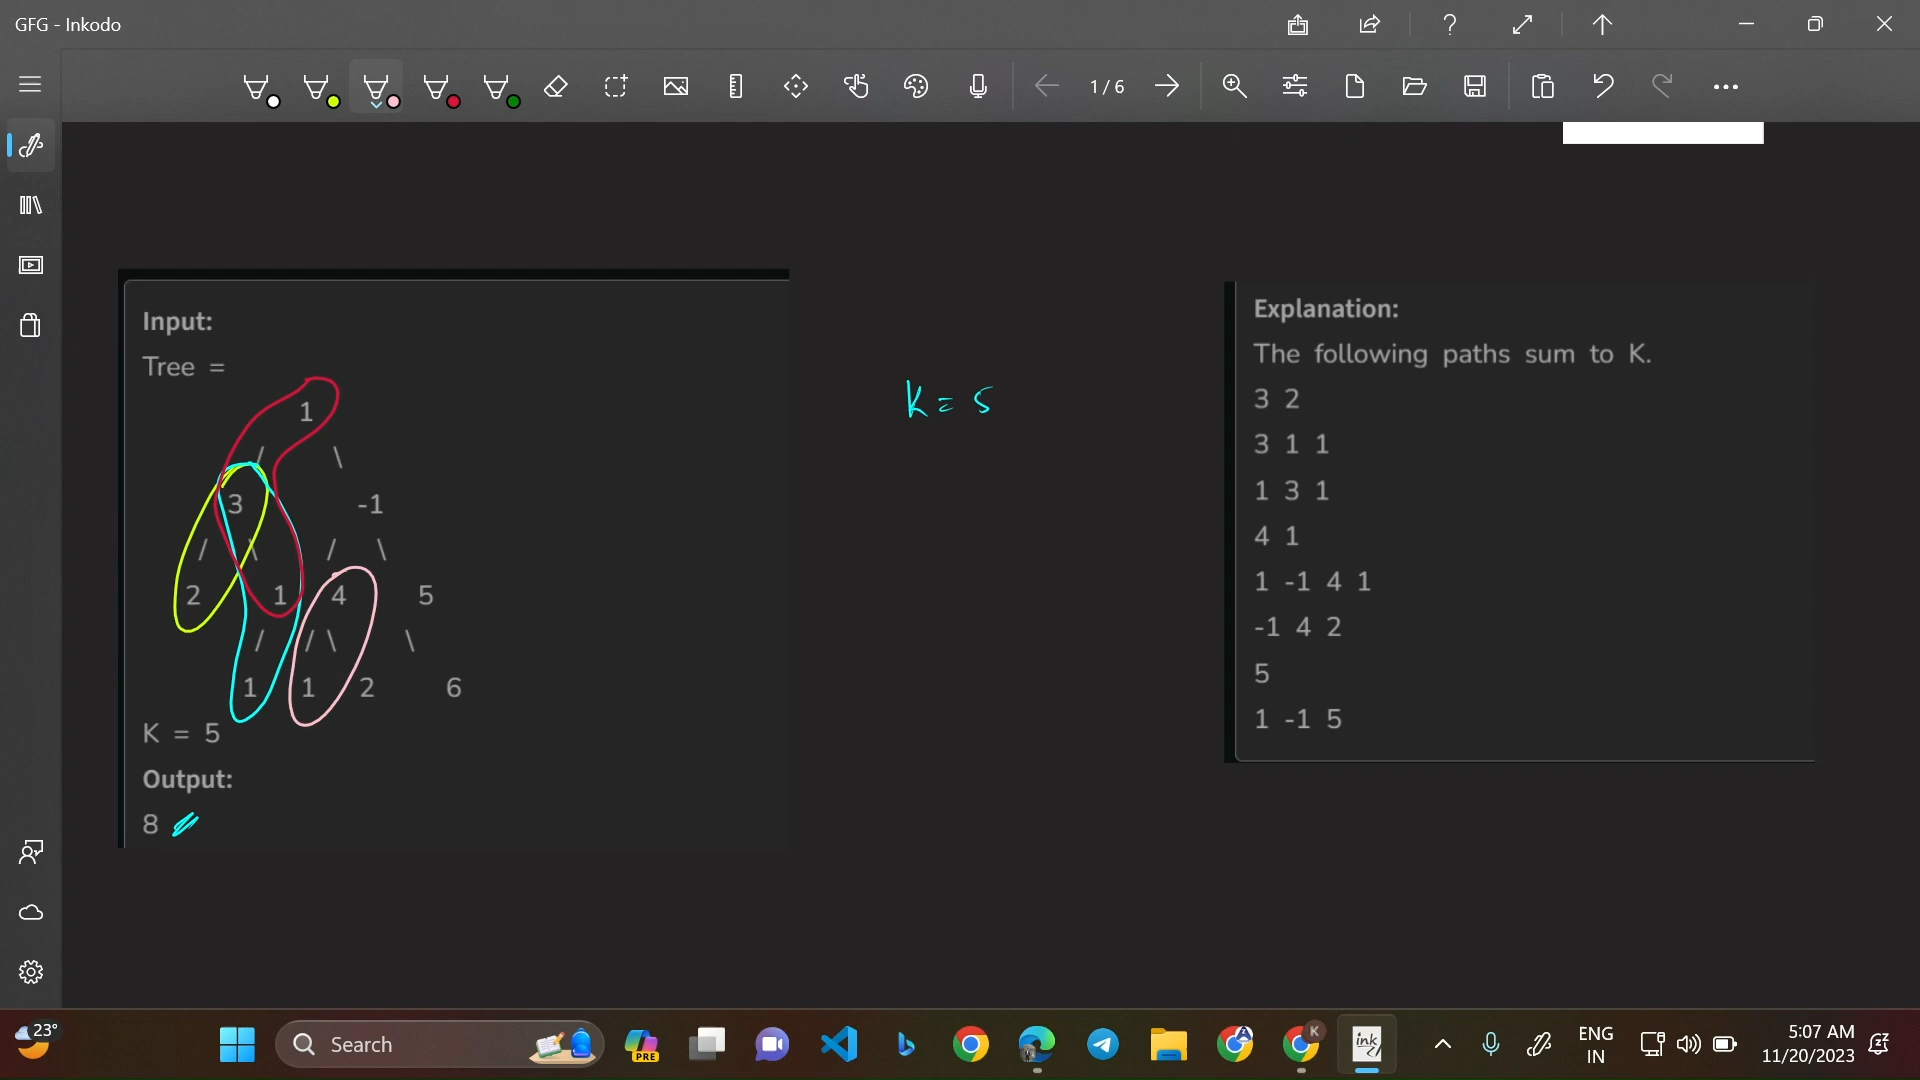 GFG - Inkodo
1 / 6
Input:
Tree =
1
/ \
3 -1
/ \ / \
2 1 4 5
/ / \ \
1 1 2 6
K = 5
Output:
8
K = 5
Explanation:
The following paths sum to K.
3 2
3 1 1
1 3 1
4 1
1 -1 4 1
-1 4 2
5
1 -1 5
23°
Search
PRE
K
ink
ENG
IN
5:07 AM
11/20/2023